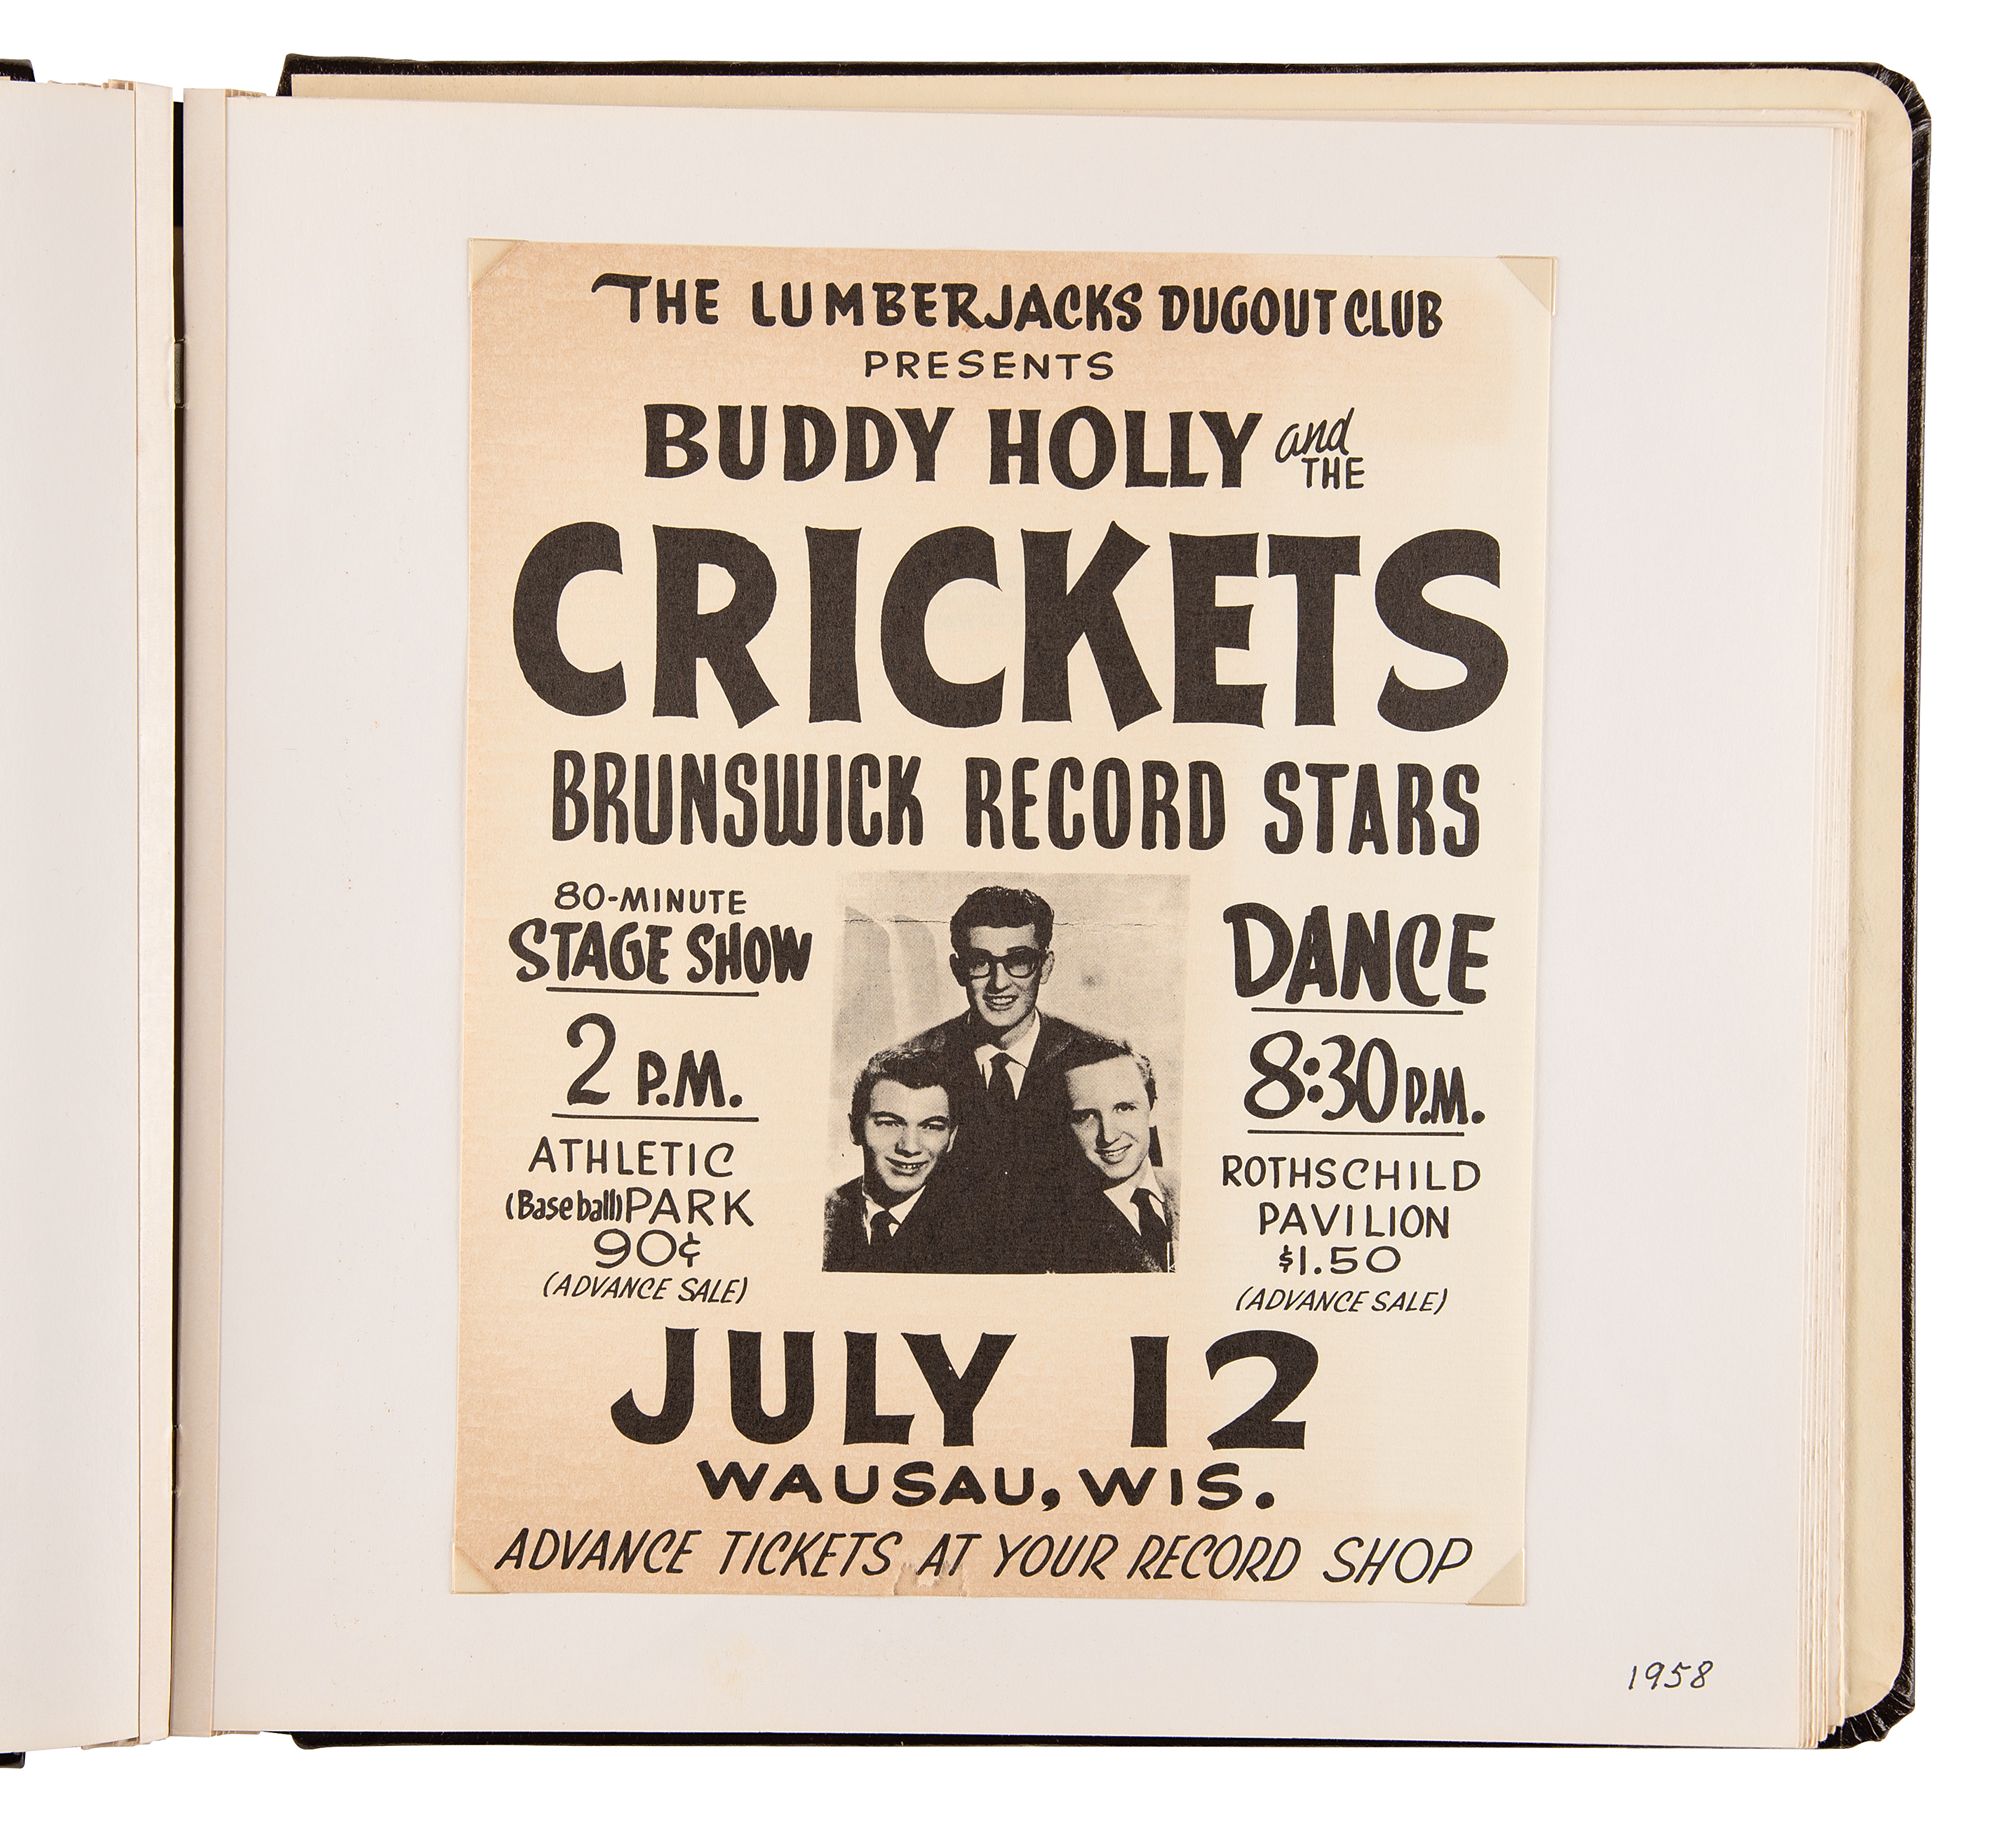 THE LUMBERJACKS DUGOUT CLUB
PRESENTS
BUDDY HOLLY and THE
CRICKETS
BRUNSWICK RECORD STARS
80-MINUTE
STAGE SHOW
2 P.M.
ATHLETIC
(Baseball) PARK
90¢
(ADVANCE SALE)
DANCE
8:30 P.M.
ROTHSCHILD
PAVILION
$1.50
(ADVANCE SALE)
JULY 12
WAUSAU, WIS.
ADVANCE TICKETS AT YOUR RECORD SHOP
1958